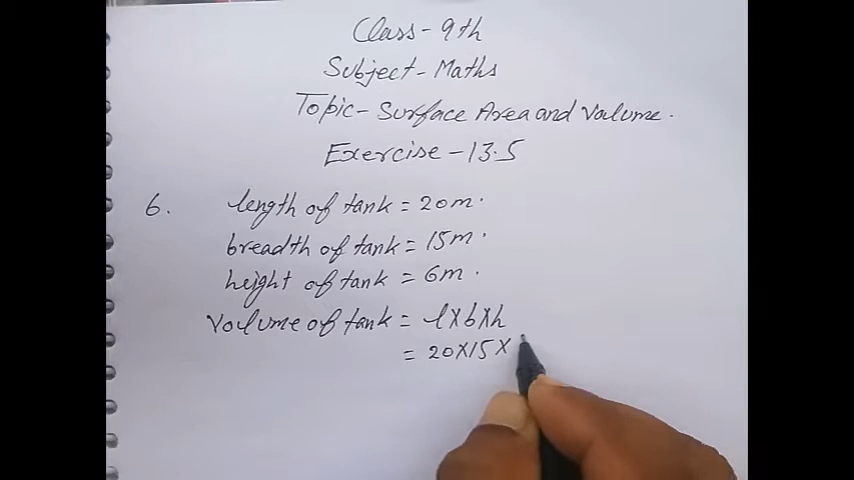 Class-9th
Subject-Maths
Topic-Surface Area and Volume.
Exercise-13.5
6. length of tank = 20m.
breadth of tank = 15m.
height of tank = 6m.
Volume of tank = l×b×h
= 20×15×